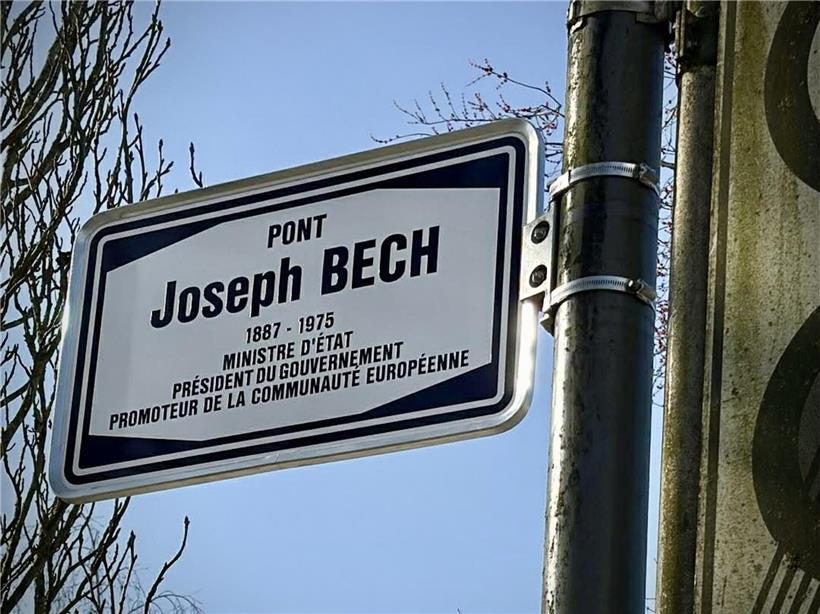 PONT
Joseph BECH
1887 - 1975
MINISTRE D'ÉTAT
PRÉSIDENT DU GOUVERNEMENT
PROMOTEUR DE LA COMMUNAUTÉ EUROPÉENNE